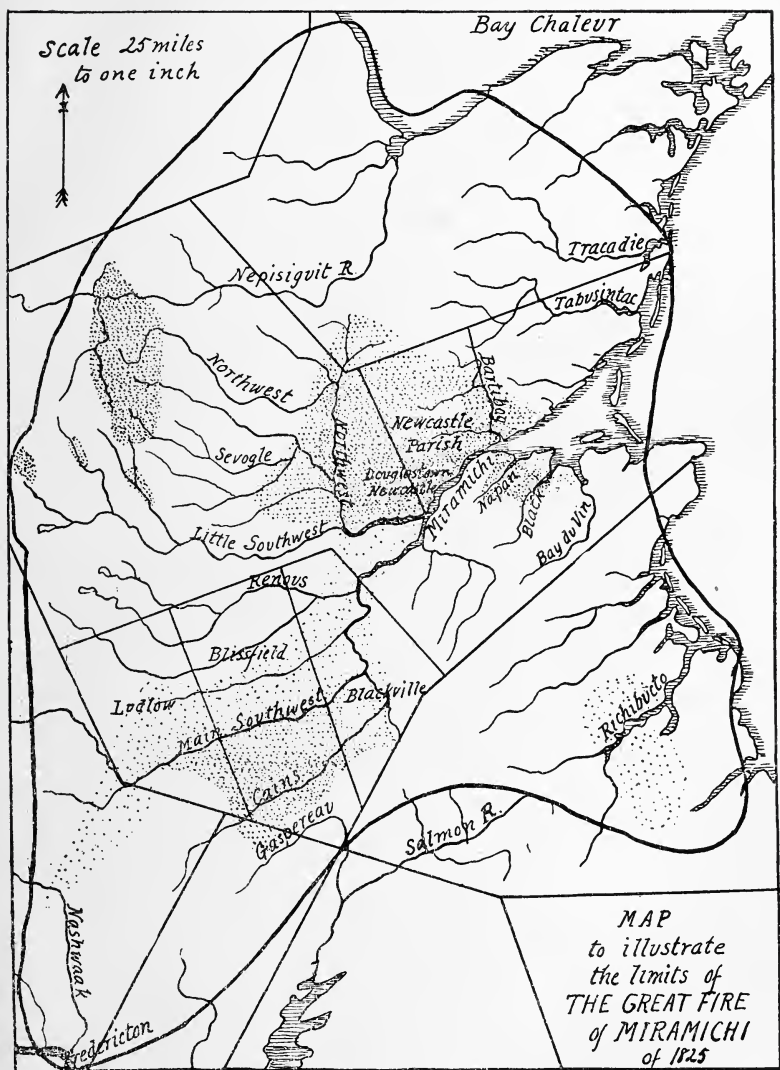 Bay Chaleur
Scale 25 miles
to one inch
Tracadie
Nepisiguit R.
Tabusintac
Northwest
Bartibog
Northwest
Newcastle
Parish
Sevogle
Douglastown
Newcastle
Miramichi
Napan
Black
Bay du Vin
Little Southwest
Renous
Blissfield
Ludlow
Blackville
Main Southwest
Richibucto
Cains
Gaspereau
Salmon R.
Nashwaak
Fredericton
MAP
to illustrate
the limits of
THE GREAT FIRE
of MIRAMICHI
of 1825